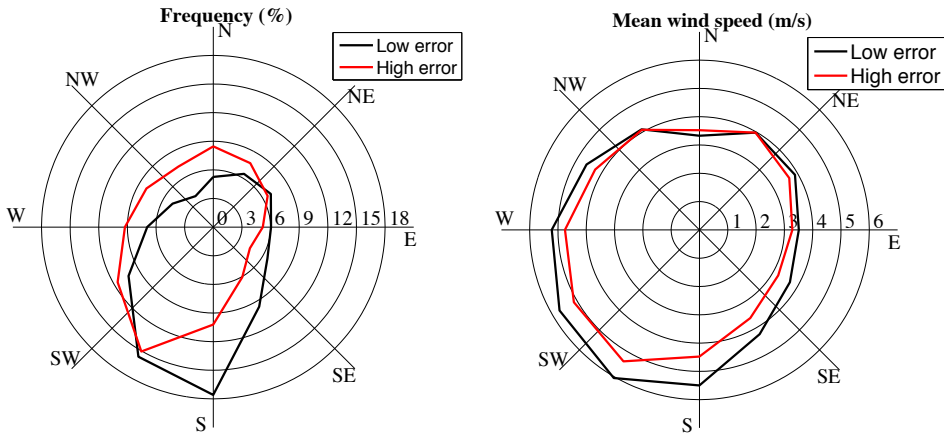 Frequency (%)
N
Low error
High error
NW
NE
W
0 3 6 9 12 15 18
E
SW
SE
S
Mean wind speed (m/s)
N
Low error
High error
NW
NE
W
1 2 3 4 5 6
E
SW
SE
S